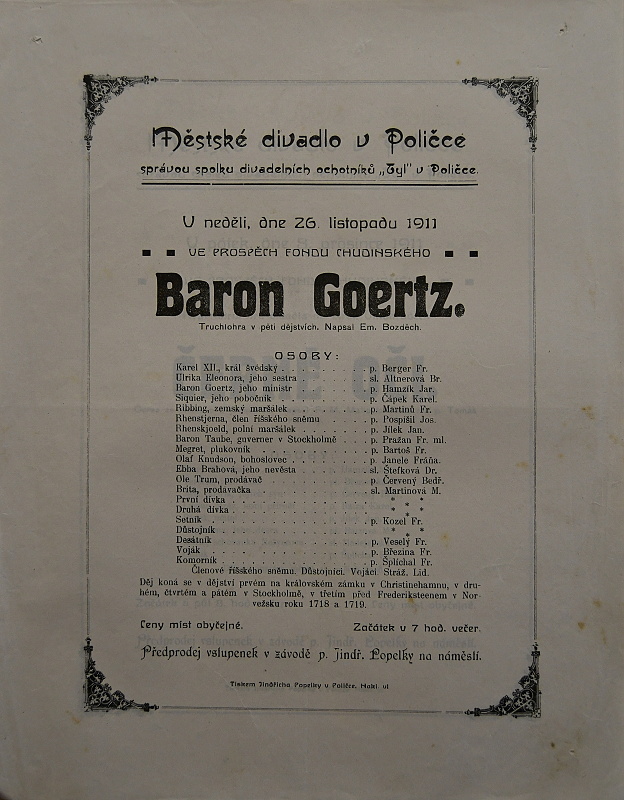 Městské divadlo v Poličce
správou spolku divadelních ochotníků „Tyl" v Poličce.
U neděli, dne 26. listopadu 1911
VE PROSPĚCH FONDU CHUDINSKÉHO
Baron Goertz.
Truchlohra v pěti dějstvích. Napsal Em. Bozděch.
OSOBY:
Karel XII., král švédský . . . . . . . . . p. Berger Fr.
Ulrika Eleonora, jeho sestra . . . . . . . sl. Altnerová Br.
Baron Goertz, jeho ministr . . . . . . . . p. Hamzík Jar.
Siquier, jeho pobočník . . . . . . . . . . p. Čápek Karel.
Ribbing, zemský maršálek . . . . . . . . . p. Martinů Fr.
Rhenstjerna, člen říšského sněmu . . . . . p. Pospíšil Jos.
Rhenskjoeld, polní maršálek . . . . . . . p. Jílek Jan.
Baron Taube, guverner v Stockholmě . . . p. Pražan Fr. ml.
Megret, plukovník . . . . . . . . . . . . p. Bartoš Fr.
Olaf Knudson, bohoslovec . . . . . . . . . p. Janele Fráňa.
Ebba Brahová, jeho nevěsta . . . . . . . . sl. Štefková Dr.
Ole Trum, prodávač . . . . . . . . . . . p. Červený Bedř.
Brita, prodavačka . . . . . . . . . . . . sl. Martinová M.
První dívka . . . . . . . . . . . . . . . * * *
Druhá dívka . . . . . . . . . . . . . . . * * *
Setník . . . . . . . . . . . . . . . . . p. Kozel Fr.
Důstojník . . . . . . . . . . . . . . . . * * *
Desátník . . . . . . . . . . . . . . . . p. Veselý Fr.
Voják . . . . . . . . . . . . . . . . . . p. Březina Fr.
Komorník . . . . . . . . . . . . . . . . p. Šplíchal Fr.
Členové říšského sněmu. Důstojníci. Vojáci. Stráž. Lid.
Děj koná se v dějství prvém na královském zámku v Christinehamnu, v dru-
hém, čtvrtém a pátém v Stockholmě, v třetím před Frederiksteenem v Nor-
vežsku roku 1718 a 1719.
Ceny míst obyčejné. Začátek v 7 hod. večer.
Předprodej vstupenek v závodě p. Jindř. Popelky na náměstí.
Tiskem Jindřicha Popelky v Poličce, Hakl. ul